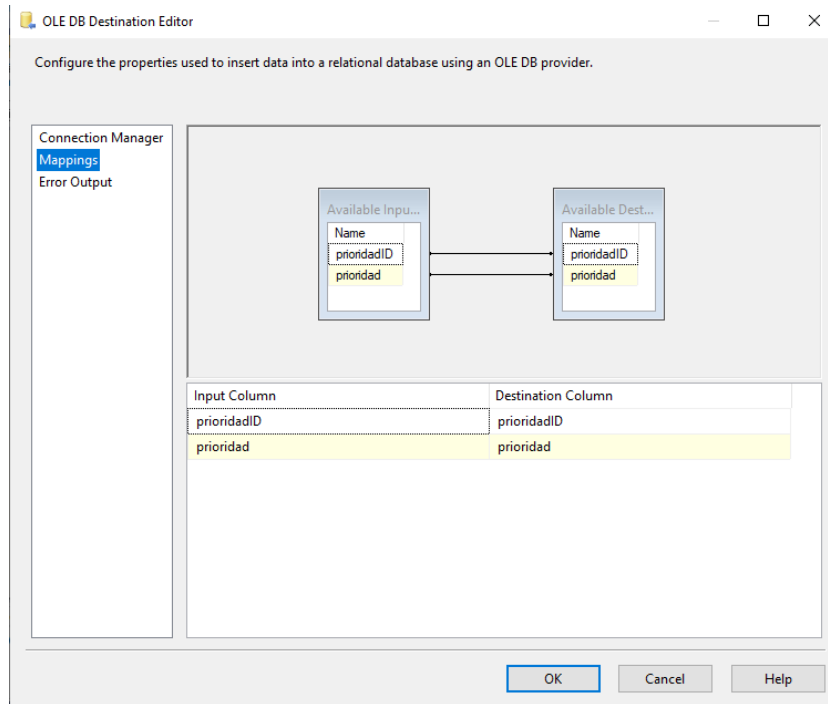 OLE DB Destination Editor
Configure the properties used to insert data into a relational database using an OLE DB provider.
Connection Manager
Mappings
Error Output
Available Inpu...
Name
prioridadID
prioridad
Available Dest...
Name
prioridadID
prioridad
Input Column Destination Column
prioridadID prioridadID
prioridad prioridad
OK Cancel Help